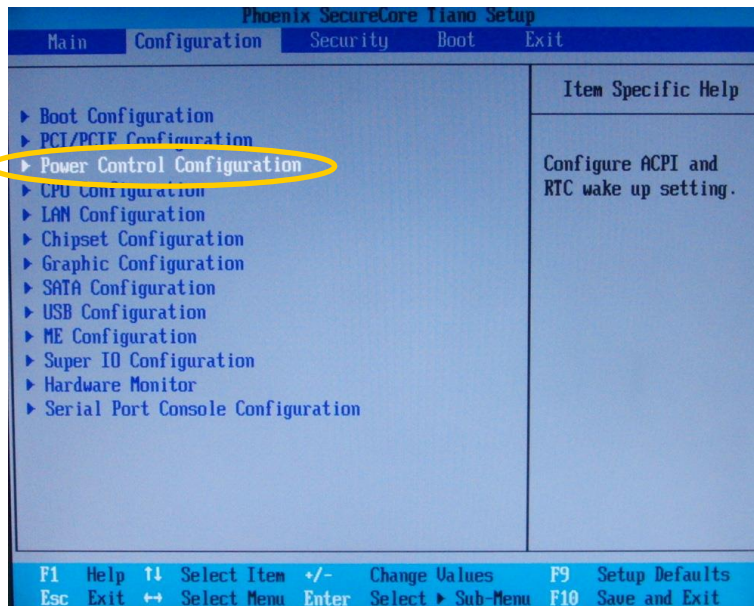 Phoenix SecureCore Tiano Setup
Main Configuration Security Boot Exit
Item Specific Help
▶ Boot Configuration
▶ PCI/PCIE Configuration
▶ Power Control Configuration
▶ CPU Configuration
▶ LAN Configuration
▶ Chipset Configuration
▶ Graphic Configuration
▶ SATA Configuration
▶ USB Configuration
▶ ME Configuration
▶ Super IO Configuration
▶ Hardware Monitor
▶ Serial Port Console Configuration
Configure ACPI and
RTC wake up setting.
F1 Help ↑↓ Select Item +/- Change Values F9 Setup Defaults
Esc Exit ↔ Select Menu Enter Select ▶ Sub-Menu F10 Save and Exit